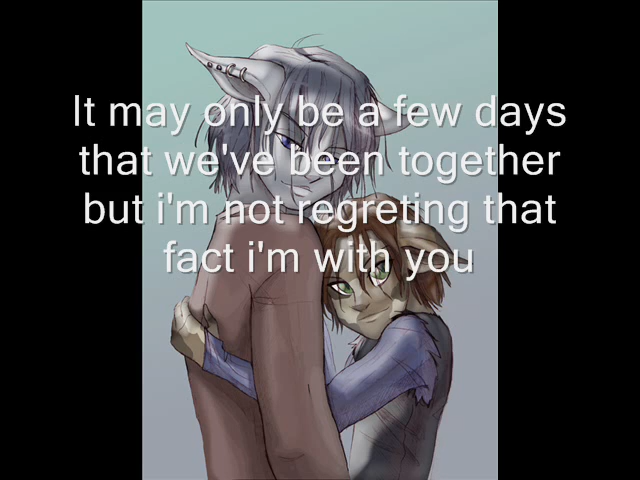 It may only be a few days
that we've been together
but i'm not regreting that
fact i'm with you